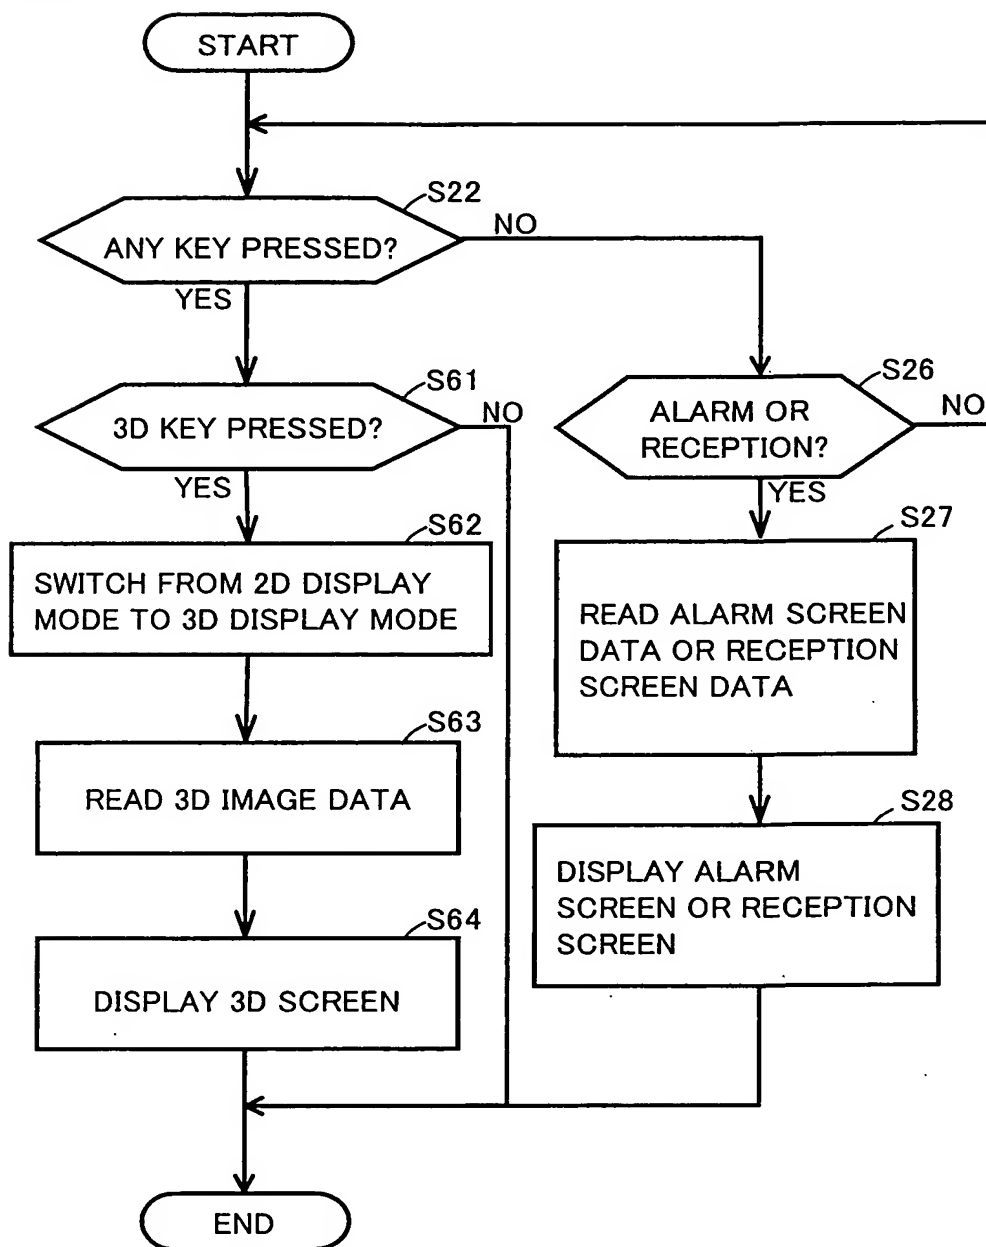 START
S22
ANY KEY PRESSED?
NO
YES
S61
3D KEY PRESSED?
NO
YES
S26
ALARM OR
RECEPTION?
NO
YES
S62
SWITCH FROM 2D DISPLAY
MODE TO 3D DISPLAY MODE
S27
READ ALARM SCREEN
DATA OR RECEPTION
SCREEN DATA
S63
READ 3D IMAGE DATA
S28
DISPLAY ALARM
SCREEN OR RECEPTION
SCREEN
S64
DISPLAY 3D SCREEN
END